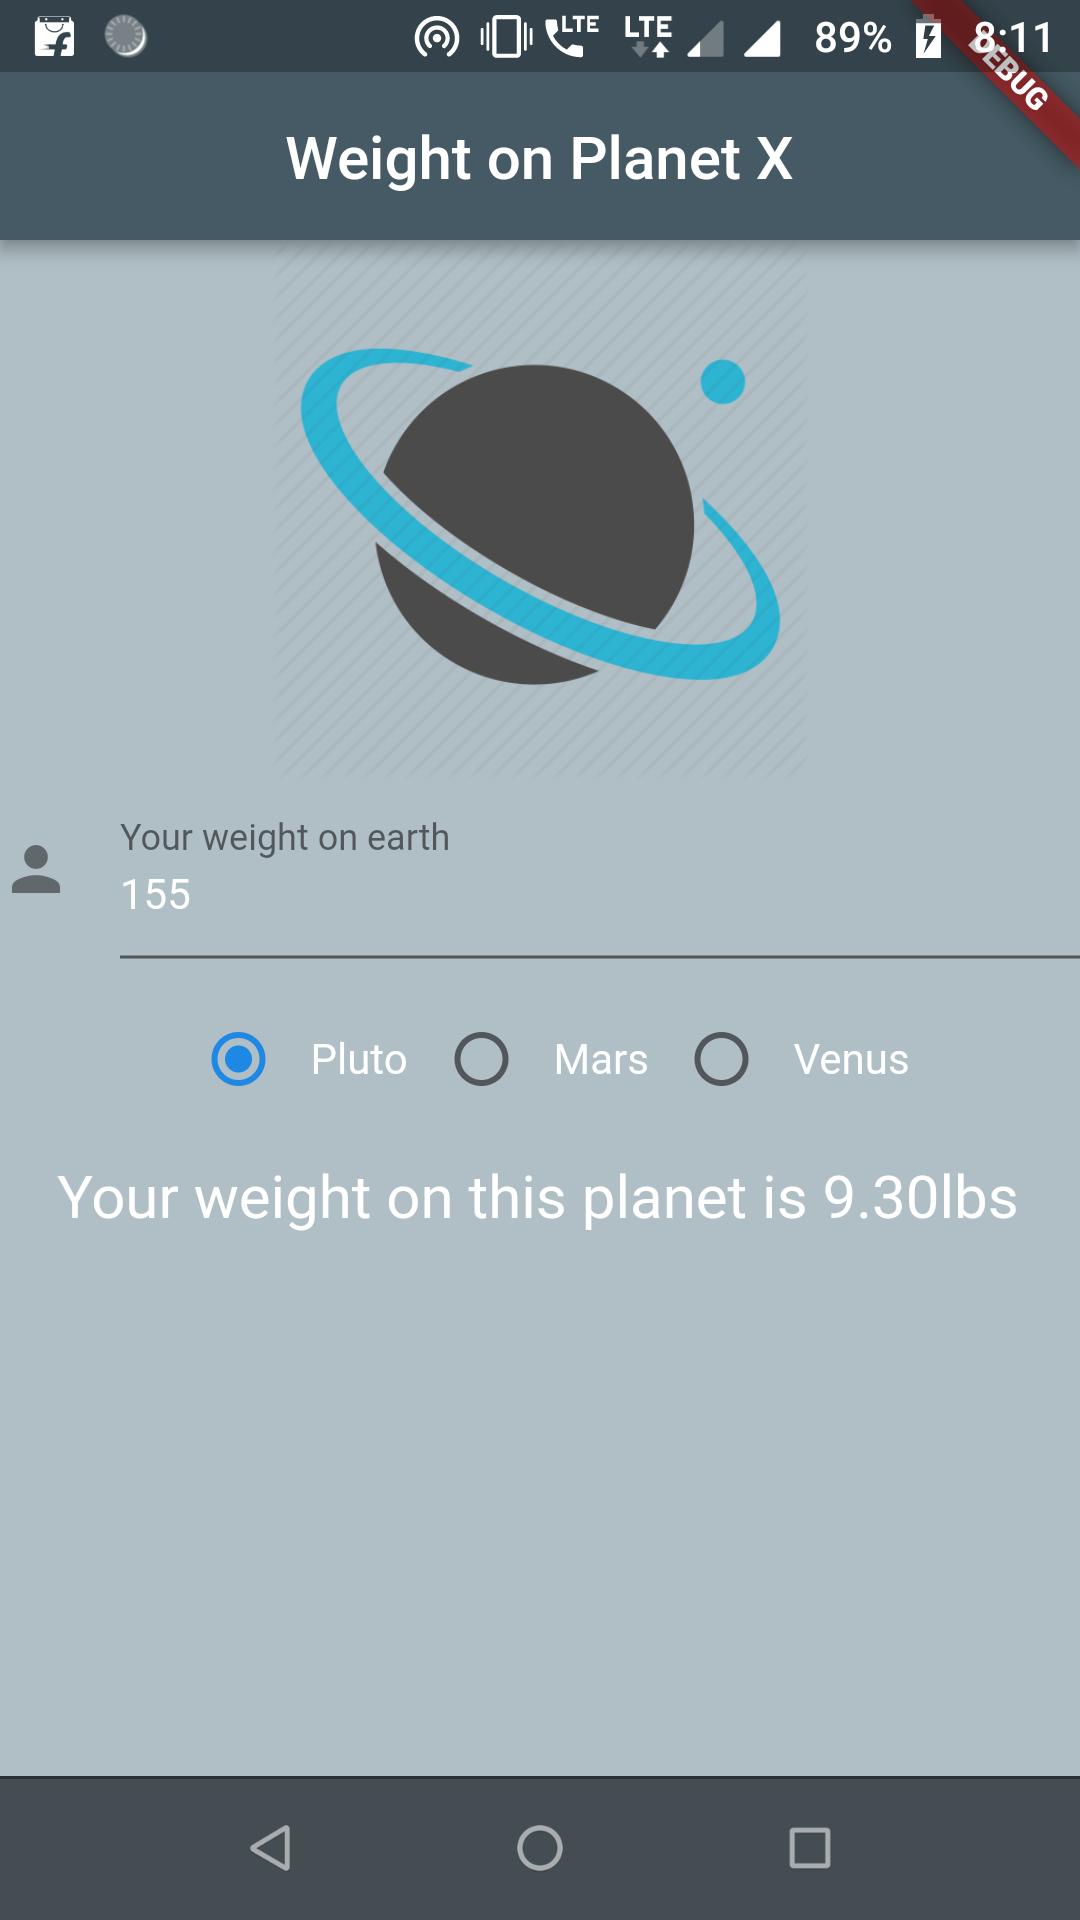 LTE LTE 89% 8:11
DEBUG
Weight on Planet X
Your weight on earth
155
Pluto Mars Venus
Your weight on this planet is 9.30lbs